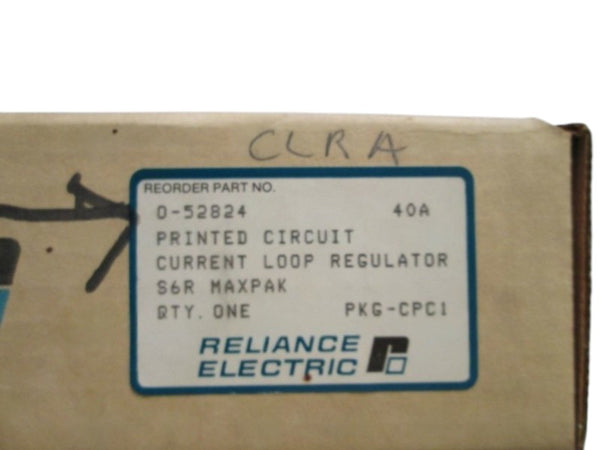 CLRA
REORDER PART NO.
0-52824 40A
PRINTED CIRCUIT
CURRENT LOOP REGULATOR
S6R MAXPAK
QTY. ONE PKG-CPC1
RELIANCE
ELECTRIC